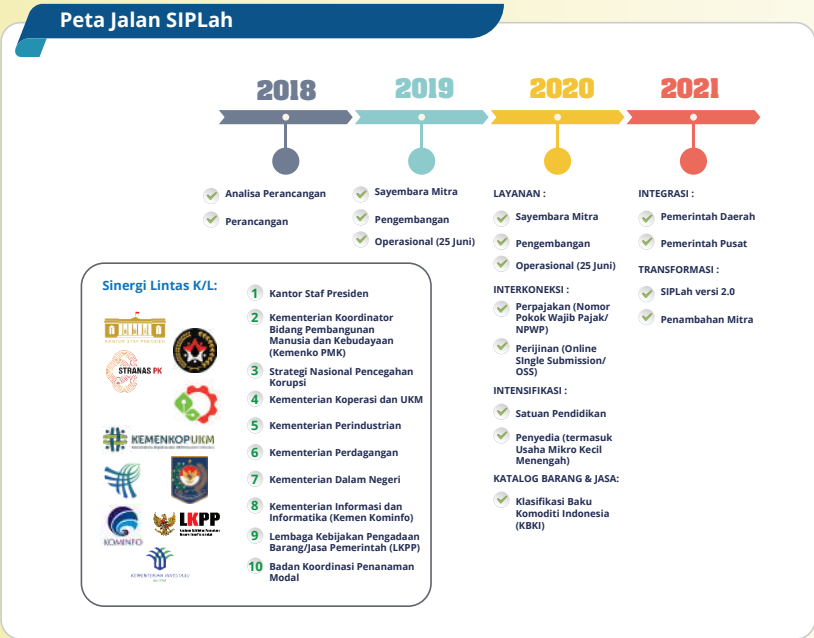 Peta Jalan SIPLah
2018
2019
2020
2021
Analisa Perancangan
Perancangan
Sayembara Mitra
Pengembangan
Operasional (25 Juni)
LAYANAN :
Sayembara Mitra
Pengembangan
Operasional (25 Juni)
INTERKONEKSI :
Perpajakan (Nomor
Pokok Wajib Pajak/
NPWP)
Perijinan (Online
SIngle Submission/
OSS)
INTENSIFIKASI :
Satuan Pendidikan
Penyedia (termasuk
Usaha Mikro Kecil
Menengah)
KATALOG BARANG & JASA:
Klasifikasi Baku
Komoditi Indonesia
(KBKI)
INTEGRASI :
Pemerintah Daerah
Pemerintah Pusat
TRANSFORMASI :
SIPLah versi 2.0
Penambahan Mitra
Sinergi Lintas K/L:
KANTOR STAF PRESIDEN
STRANAS PK
KEMENKOPUKM
KOMINFO
LKPP
KEMENTERIAN INVESTASI/
1 Kantor Staf Presiden
2 Kementerian Koordinator
Bidang Pembangunan
Manusia dan Kebudayaan
(Kemenko PMK)
3 Strategi Nasional Pencegahan
Korupsi
4 Kementerian Koperasi dan UKM
5 Kementerian Perindustrian
6 Kementerian Perdagangan
7 Kementerian Dalam Negeri
8 Kementerian Informasi dan
Informatika (Kemen Kominfo)
9 Lembaga Kebijakan Pengadaan
Barang/Jasa Pemerintah (LKPP)
10 Badan Koordinasi Penanaman
Modal